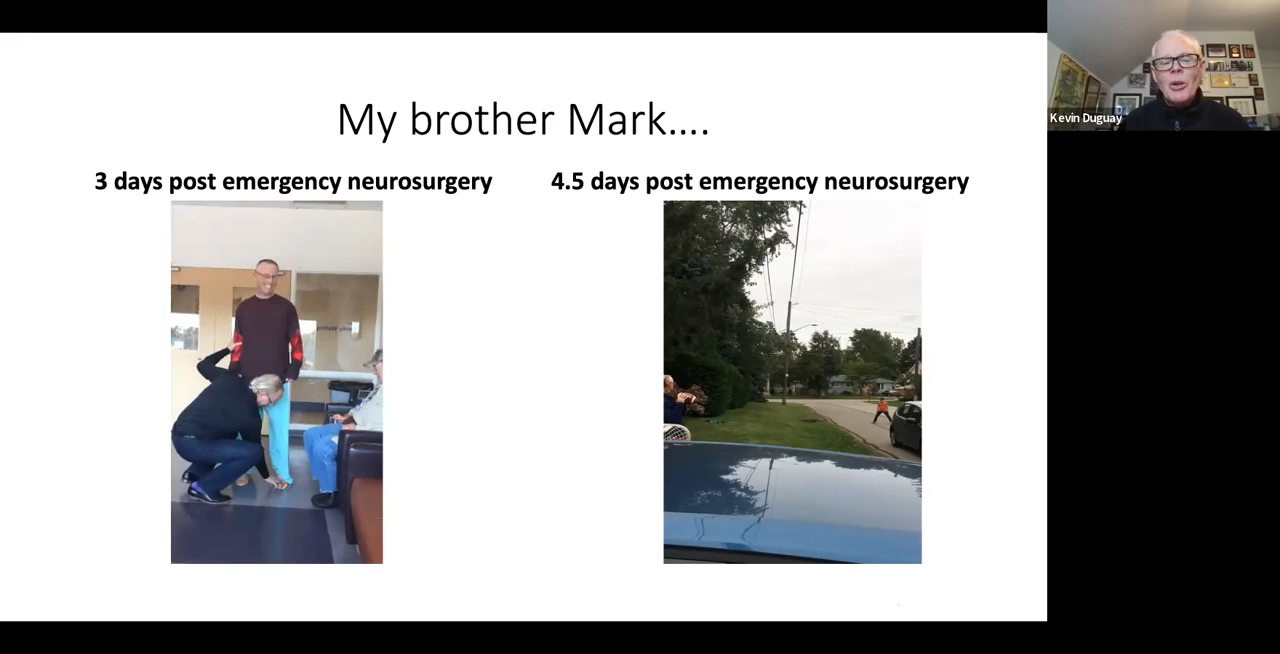 My brother Mark....
3 days post emergency neurosurgery
4.5 days post emergency neurosurgery
Kevin Duguay